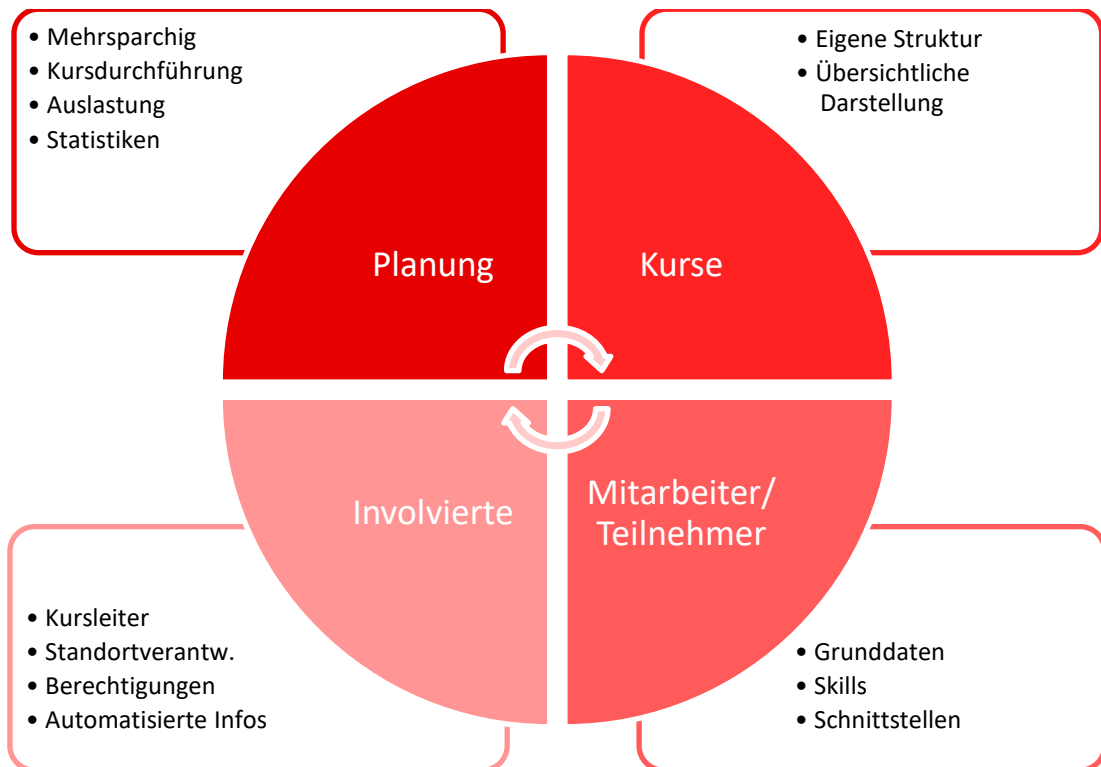 • Mehrsparchig
• Kursdurchführung
• Auslastung
• Statistiken
• Eigene Struktur
• Übersichtliche
Darstellung
Planung
Kurse
Involvierte
Mitarbeiter/
Teilnehmer
• Kursleiter
• Standortverantw.
• Berechtigungen
• Automatisierte Infos
• Grunddaten
• Skills
• Schnittstellen